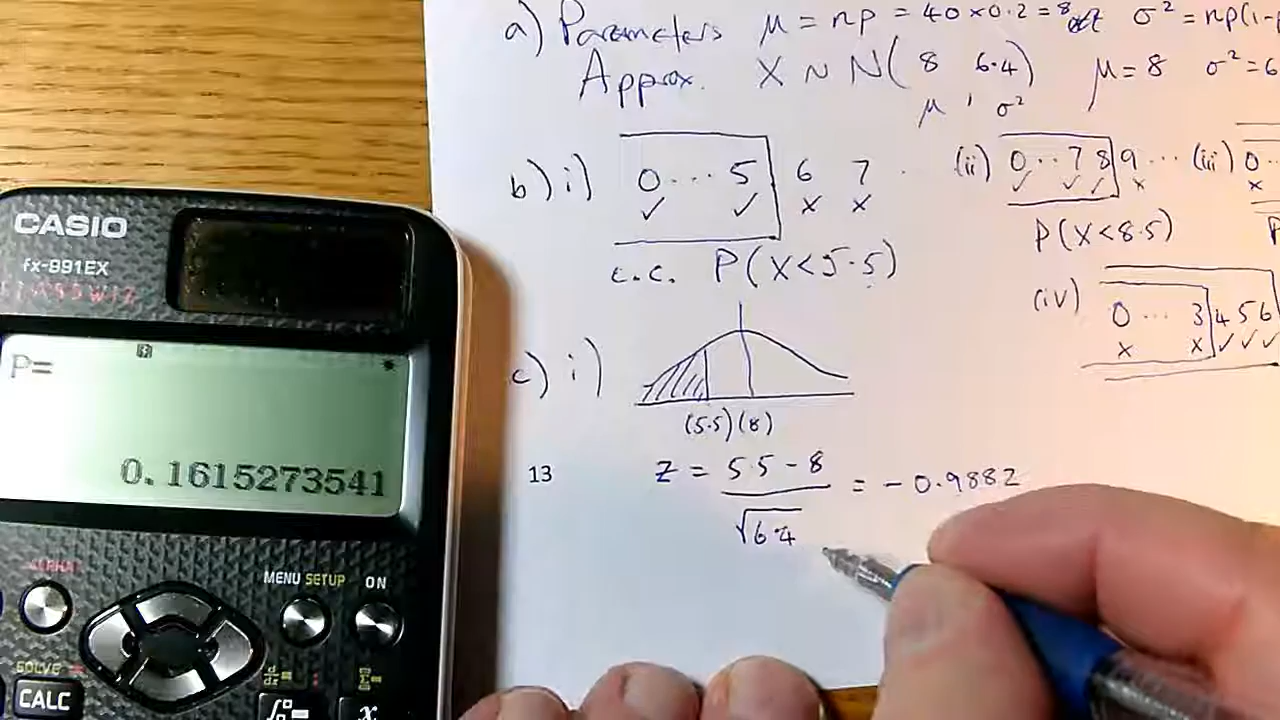 a) Parameters μ = np = 40 × 0.2 = 8 σ² = np(1-p
Approx. X ~ N( 8 , 6.4) μ = 8 σ² = 6
μ σ²
b) i) 0 ... 5 6 7 .
✓ ✓ x x
c.c. P(X<5.5)
(ii) 0 .. 7 8 9 ...
✓ ✓ ✓ x
P(X<8.5)
(iii) 0 .
x
P
(iv) 0 ... 3 4 5 6
x x ✓ ✓ ✓
c) i)
(5.5) (8)
13
z = 5.5 - 8 = - 0.9882
√6.4
CASIO
fx-991EX
P=
0.1615273541
ALPHA
MENU SETUP ON
SOLVE =
CALC
d/dx
Σ
x